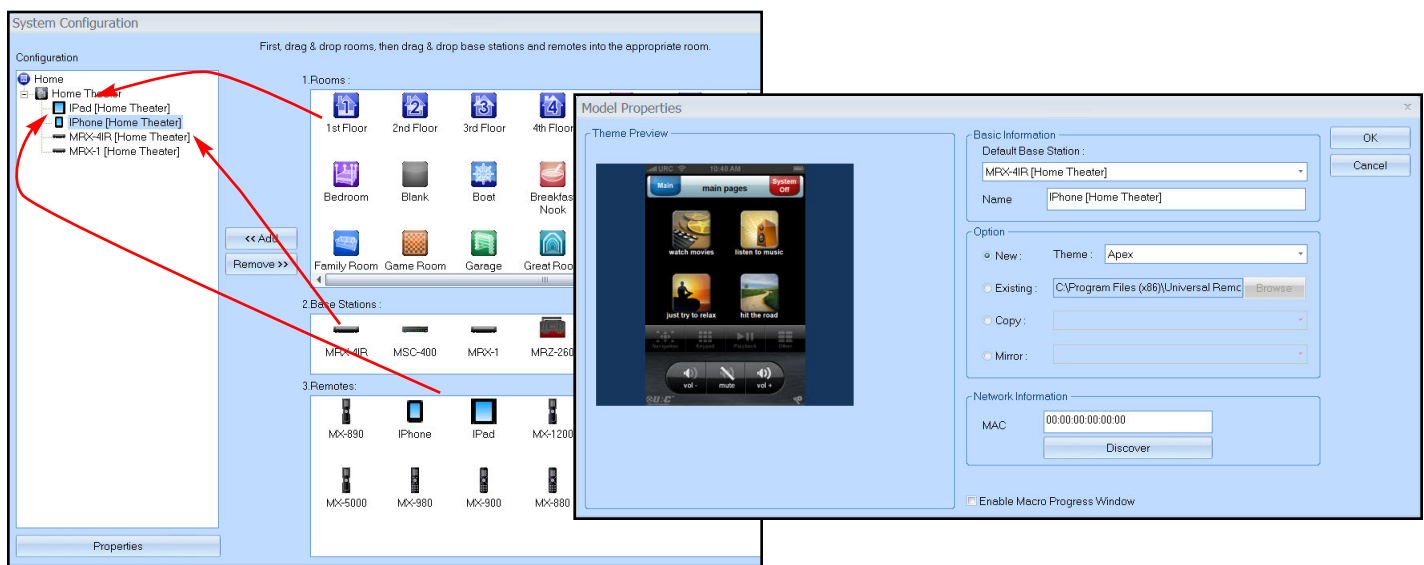 System Configuration
First, drag & drop rooms, then drag & drop base stations and remotes into the appropriate room.
Configuration
Home
Home Theater
IPad [Home Theater]
IPhone [Home Theater]
MRX-4IR [Home Theater]
MRX-1 [Home Theater]
<< Add
Remove >>
Properties
1.Rooms :
1st Floor 2nd Floor 3rd Floor 4th Floor
Bedroom Blank Boat Breakfas
Nook
Family Room Game Room Garage Great Roo
2.Base Stations :
MRX-4IR MSC-400 MRX-1 MRZ-260
3.Remotes:
MX-890 IPhone IPad MX-1200
MX-5000 MX-980 MX-900 MX-880
Model Properties
Theme Preview
URC 10:40 AM
Main main pages System
Off
watch movies listen to music
just try to relax hit the road
Navigation Keypad Playback Other
vol - mute vol +
Basic Information
Default Base Station :
MRX-4IR [Home Theater]
Name IPhone [Home Theater]
Option
New : Theme : Apex
Existing : C:\Program Files (x86)\Universal Remc Browse
Copy :
Mirror :
Network Information
MAC 00:00:00:00:00:00
Discover
Enable Macro Progress Window
OK
Cancel